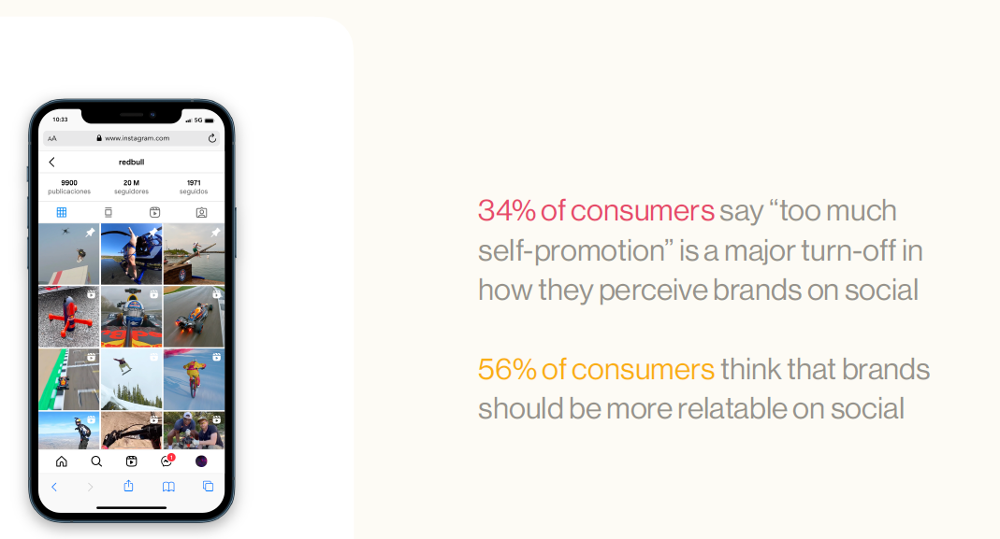 10:33
5G
AA
www.instagram.com
redbull
9900
20 M
1971
publicaciones
seguidores
seguidos
1
34% of consumers say “too much
self-promotion” is a major turn-off in
how they perceive brands on social
56% of consumers think that brands
should be more relatable on social